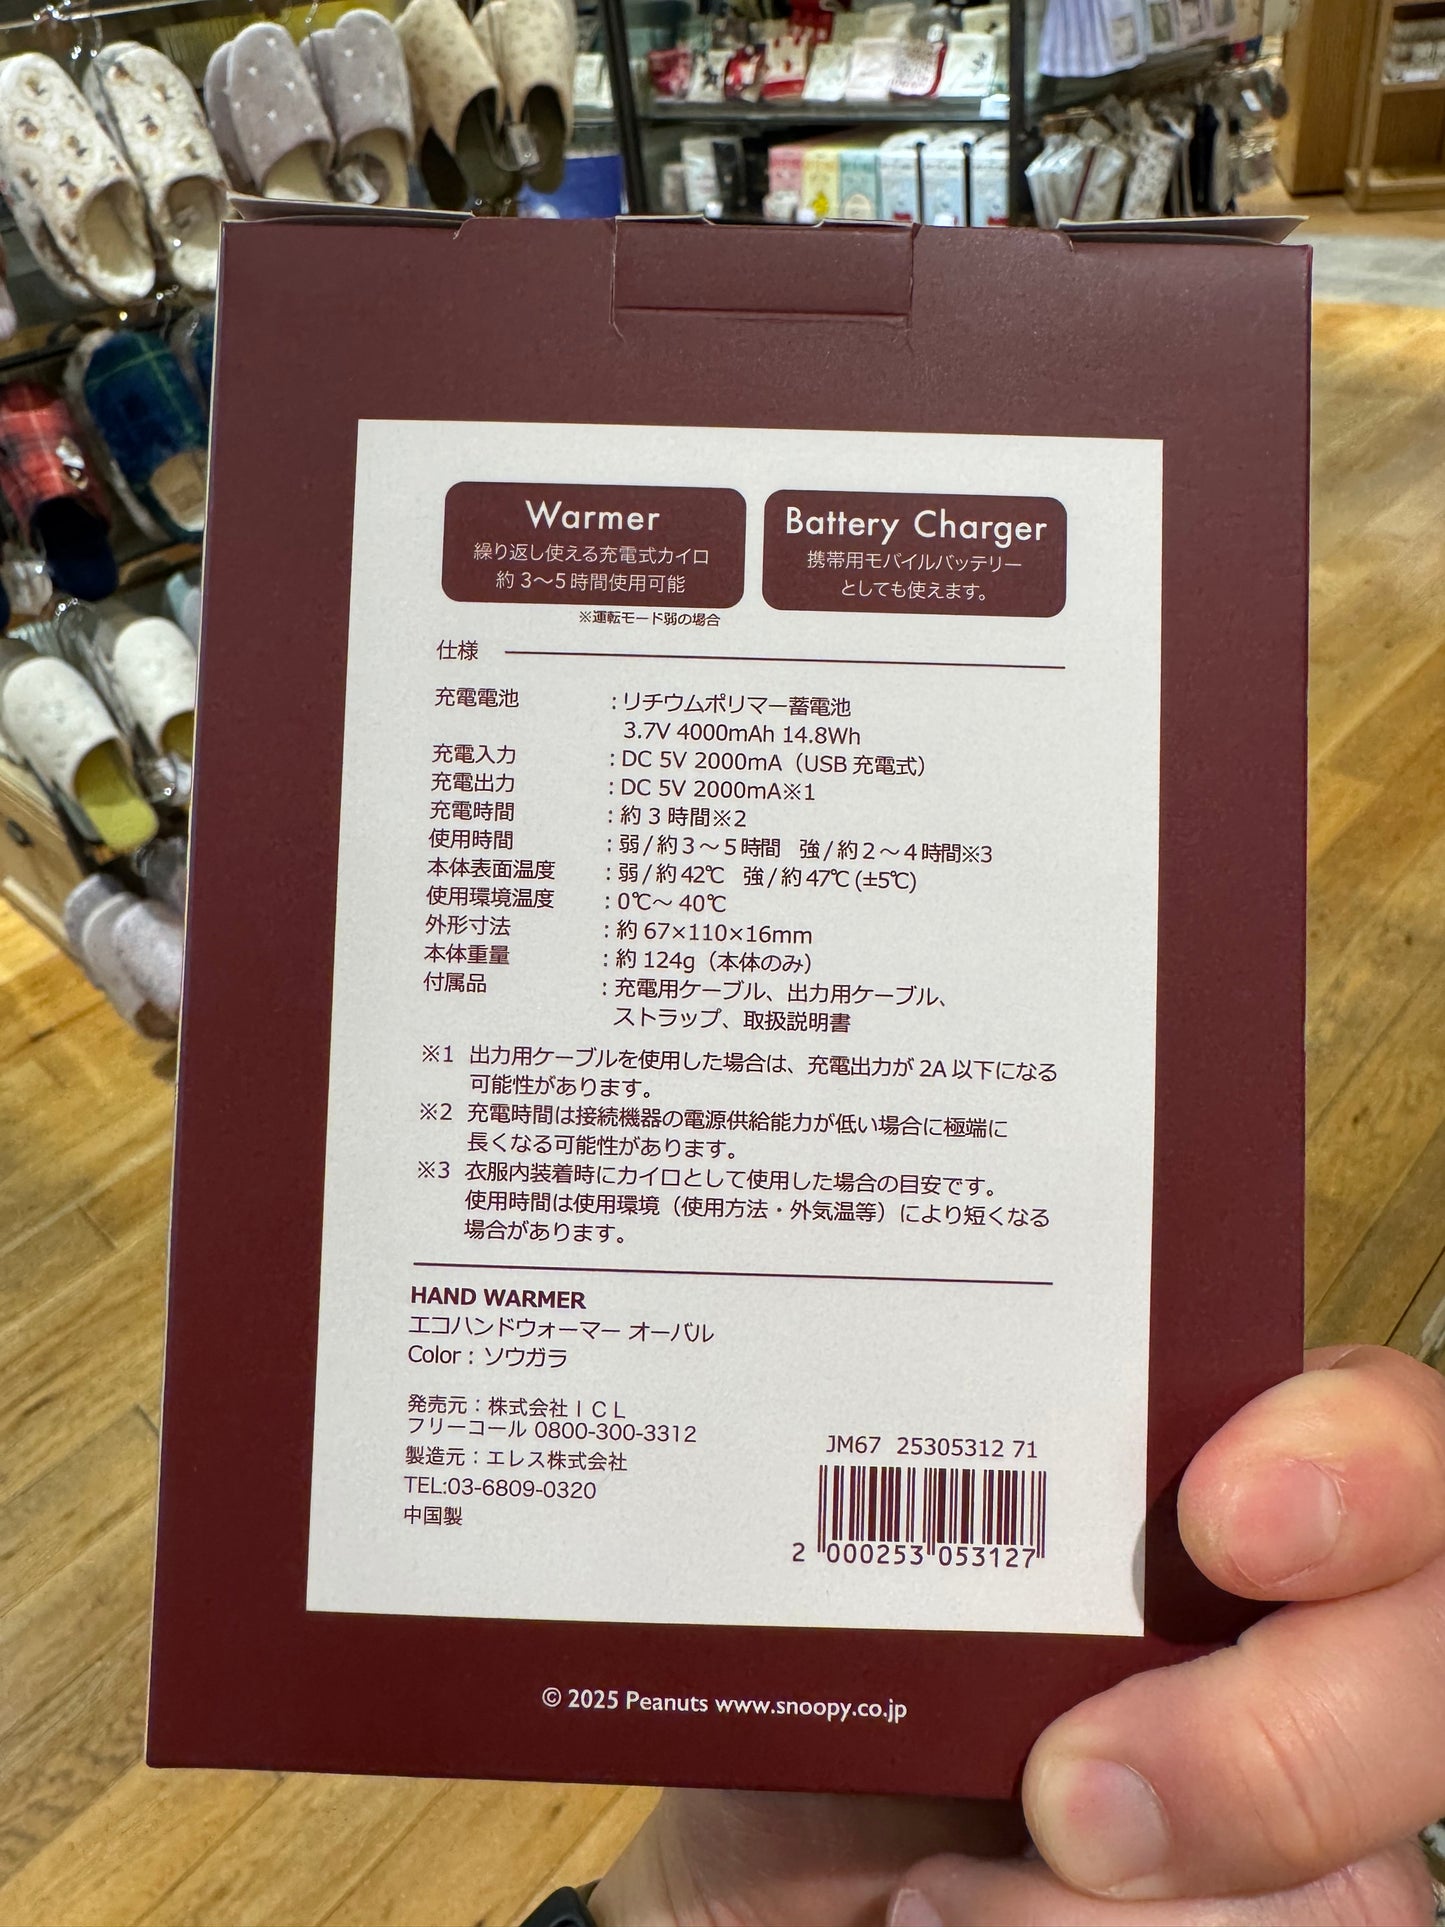 Warmer
繰り返し使える充電式カイロ
約3〜5時間使用可能
※運転モード弱の場合
Battery Charger
携帯用モバイルバッテリー
としても使えます。
仕様
充電電池 :リチウムポリマー蓄電池
3.7V 4000mAh 14.8Wh
充電入力 :DC 5V 2000mA（USB充電式）
充電出力 :DC 5V 2000mA※1
充電時間 :約3時間※2
使用時間 :弱/約3〜5時間 強/約2〜4時間※3
本体表面温度 :弱/約42℃ 強/約47℃(±5℃)
使用環境温度 :0℃〜40℃
外形寸法 :約67×110×16mm
本体重量 :約124g（本体のみ）
付属品 :充電用ケーブル、出力用ケーブル、
ストラップ、取扱説明書
※1 出力用ケーブルを使用した場合は、充電出力が2A以下になる
可能性があります。
※2 充電時間は接続機器の電源供給能力が低い場合に極端に
長くなる可能性があります。
※3 衣服内装着時にカイロとして使用した場合の目安です。
使用時間は使用環境（使用方法・外気温等）により短くなる
場合があります。
HAND WARMER
エコハンドウォーマー オーバル
Color : ソウガラ
発売元：株式会社ＩＣＬ
フリーコール 0800-300-3312
製造元：エレス株式会社
TEL:03-6809-0320
中国製
JM67 25305312 71
2 000253 053127
© 2025 Peanuts www.snoopy.co.jp